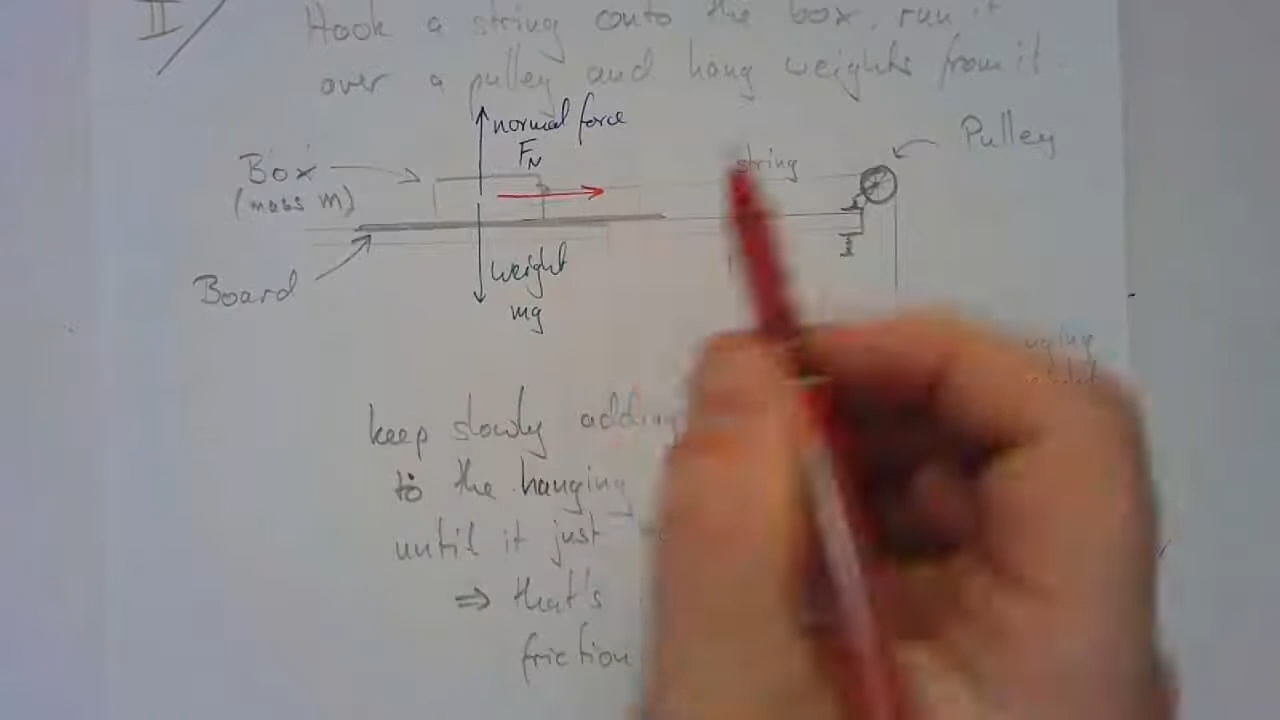 II
Hook a string onto the box, run it
over a pulley and hang weights from it
normal force
F_N
string
Pulley
Box
(mass m)
Board
weight
mg
keep slowly adding
to the hanging
until it just
⇒ that's
friction